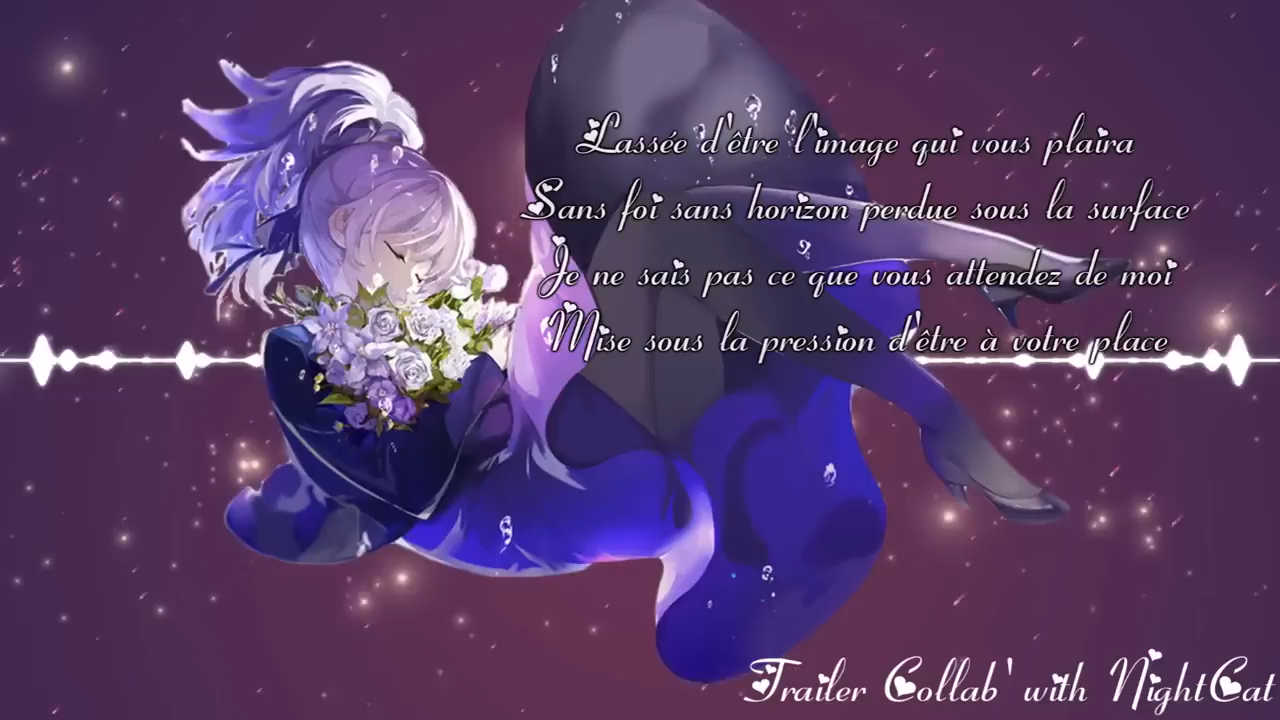 Lassée d'être l'image qui vous plaira
Sans foi sans horizon perdue sous la surface
Je ne sais pas ce que vous attendez de moi
Mise sous la pression d'être à votre place
Trailer Collab' with NightCat